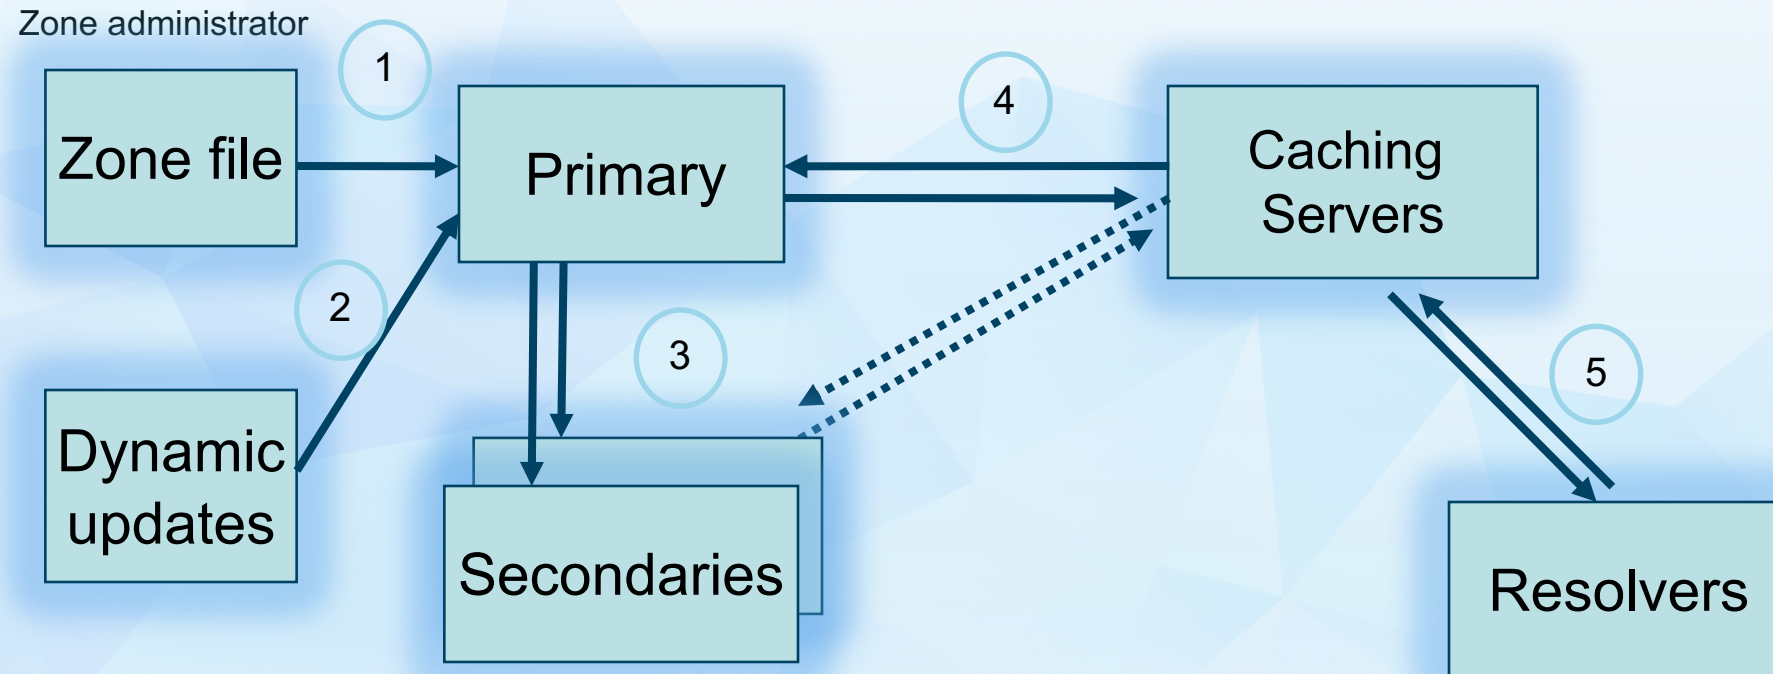 Zone administrator
1
4
Zone file
Primary
Caching
Servers
2
3
5
Dynamic
updates
Secondaries
Resolvers